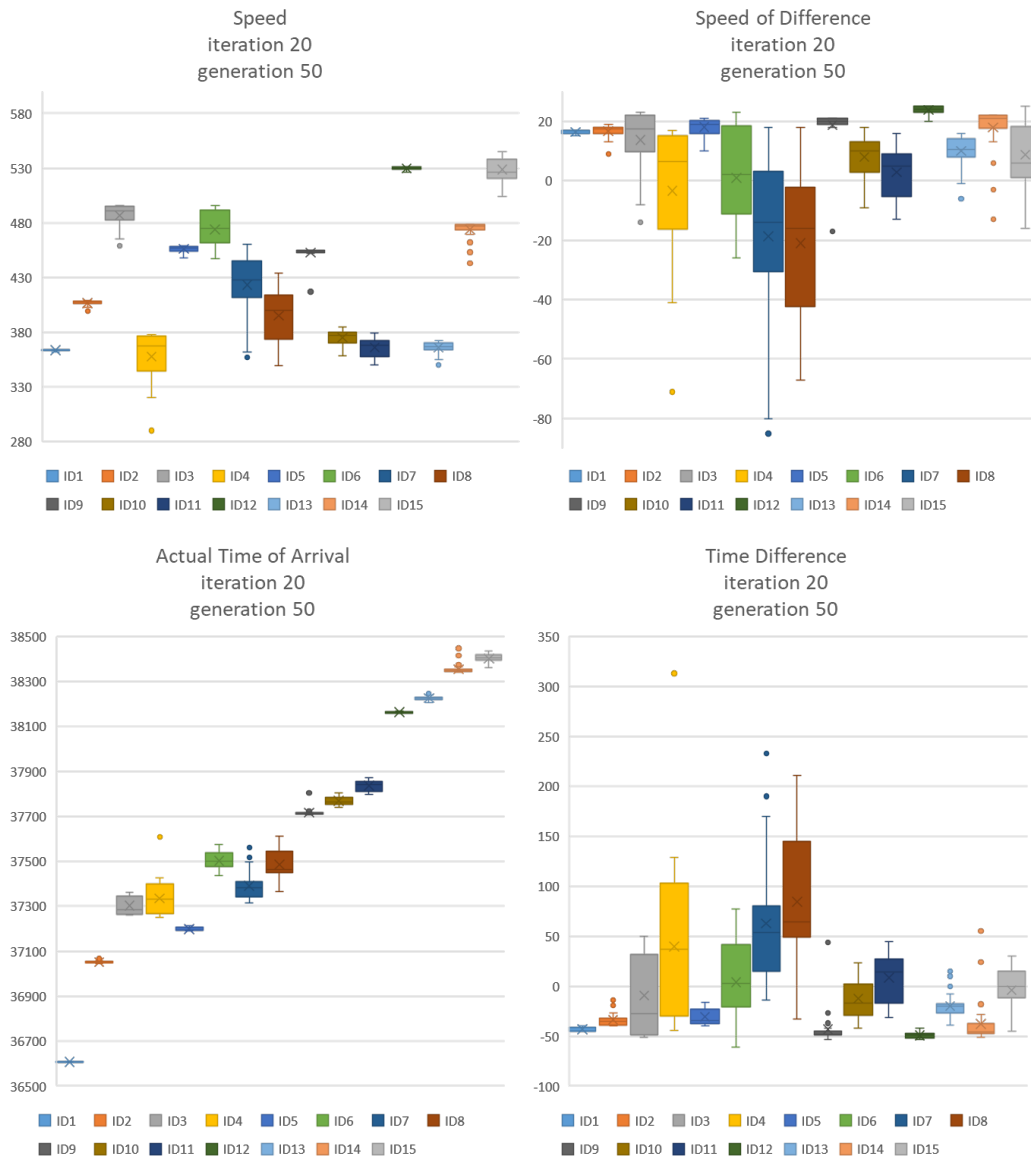 Speed
iteration 20
generation 50
580
530
480
430
380
330
280
ID1 ID2 ID3 ID4 ID5 ID6 ID7 ID8
ID9 ID10 ID11 ID12 ID13 ID14 ID15
Speed of Difference
iteration 20
generation 50
20
0
-20
-40
-60
-80
ID1 ID2 ID3 ID4 ID5 ID6 ID7 ID8
ID9 ID10 ID11 ID12 ID13 ID14 ID15
Actual Time of Arrival
iteration 20
generation 50
38500
38300
38100
37900
37700
37500
37300
37100
36900
36700
36500
ID1 ID2 ID3 ID4 ID5 ID6 ID7 ID8
ID9 ID10 ID11 ID12 ID13 ID14 ID15
Time Difference
iteration 20
generation 50
350
300
250
200
150
100
50
0
-50
-100
ID1 ID2 ID3 ID4 ID5 ID6 ID7 ID8
ID9 ID10 ID11 ID12 ID13 ID14 ID15